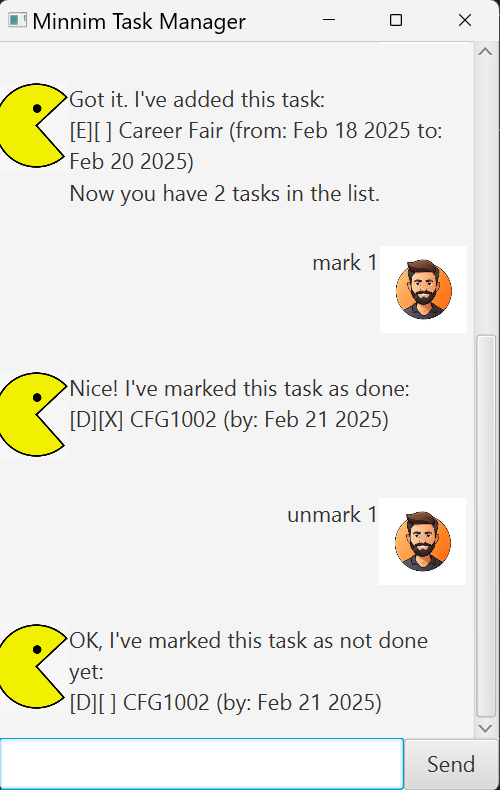 Minnim Task Manager
Got it. I've added this task:
[E][ ] Career Fair (from: Feb 18 2025 to:
Feb 20 2025)
Now you have 2 tasks in the list.
mark 1
Nice! I've marked this task as done:
[D][X] CFG1002 (by: Feb 21 2025)
unmark 1
OK, I've marked this task as not done
yet:
[D][ ] CFG1002 (by: Feb 21 2025)
Send